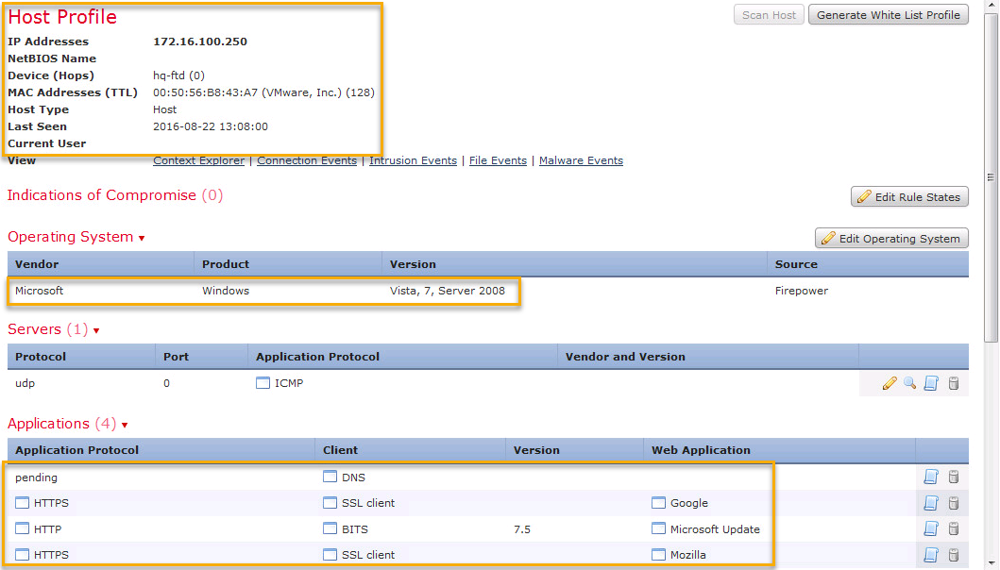 Host Profile
Scan Host Generate White List Profile
IP Addresses 172.16.100.250
NetBIOS Name
Device (Hops) hq-ftd (0)
MAC Addresses (TTL) 00:50:56:B8:43:A7 (VMware, Inc.) (128)
Host Type Host
Last Seen 2016-08-22 13:08:00
Current User
View Context Explorer | Connection Events | Intrusion Events | File Events | Malware Events
Indications of Compromise (0) Edit Rule States
Operating System Edit Operating System
Vendor Product Version Source
Microsoft Windows Vista, 7, Server 2008 Firepower
Servers (1)
Protocol Port Application Protocol Vendor and Version
udp 0 ICMP
Applications (4)
Application Protocol Client Version Web Application
pending DNS
HTTPS SSL client Google
HTTP BITS 7.5 Microsoft Update
HTTPS SSL client Mozilla